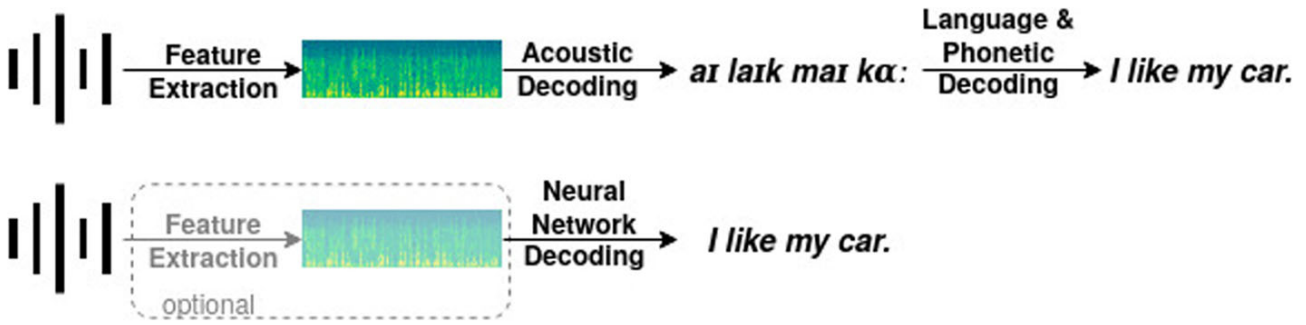 Feature
Extraction
Acoustic
Decoding
aɪ laɪk maɪ kɑ:
Language &
Phonetic
Decoding
I like my car.
Feature
Extraction
optional
Neural
Network
Decoding
I like my car.